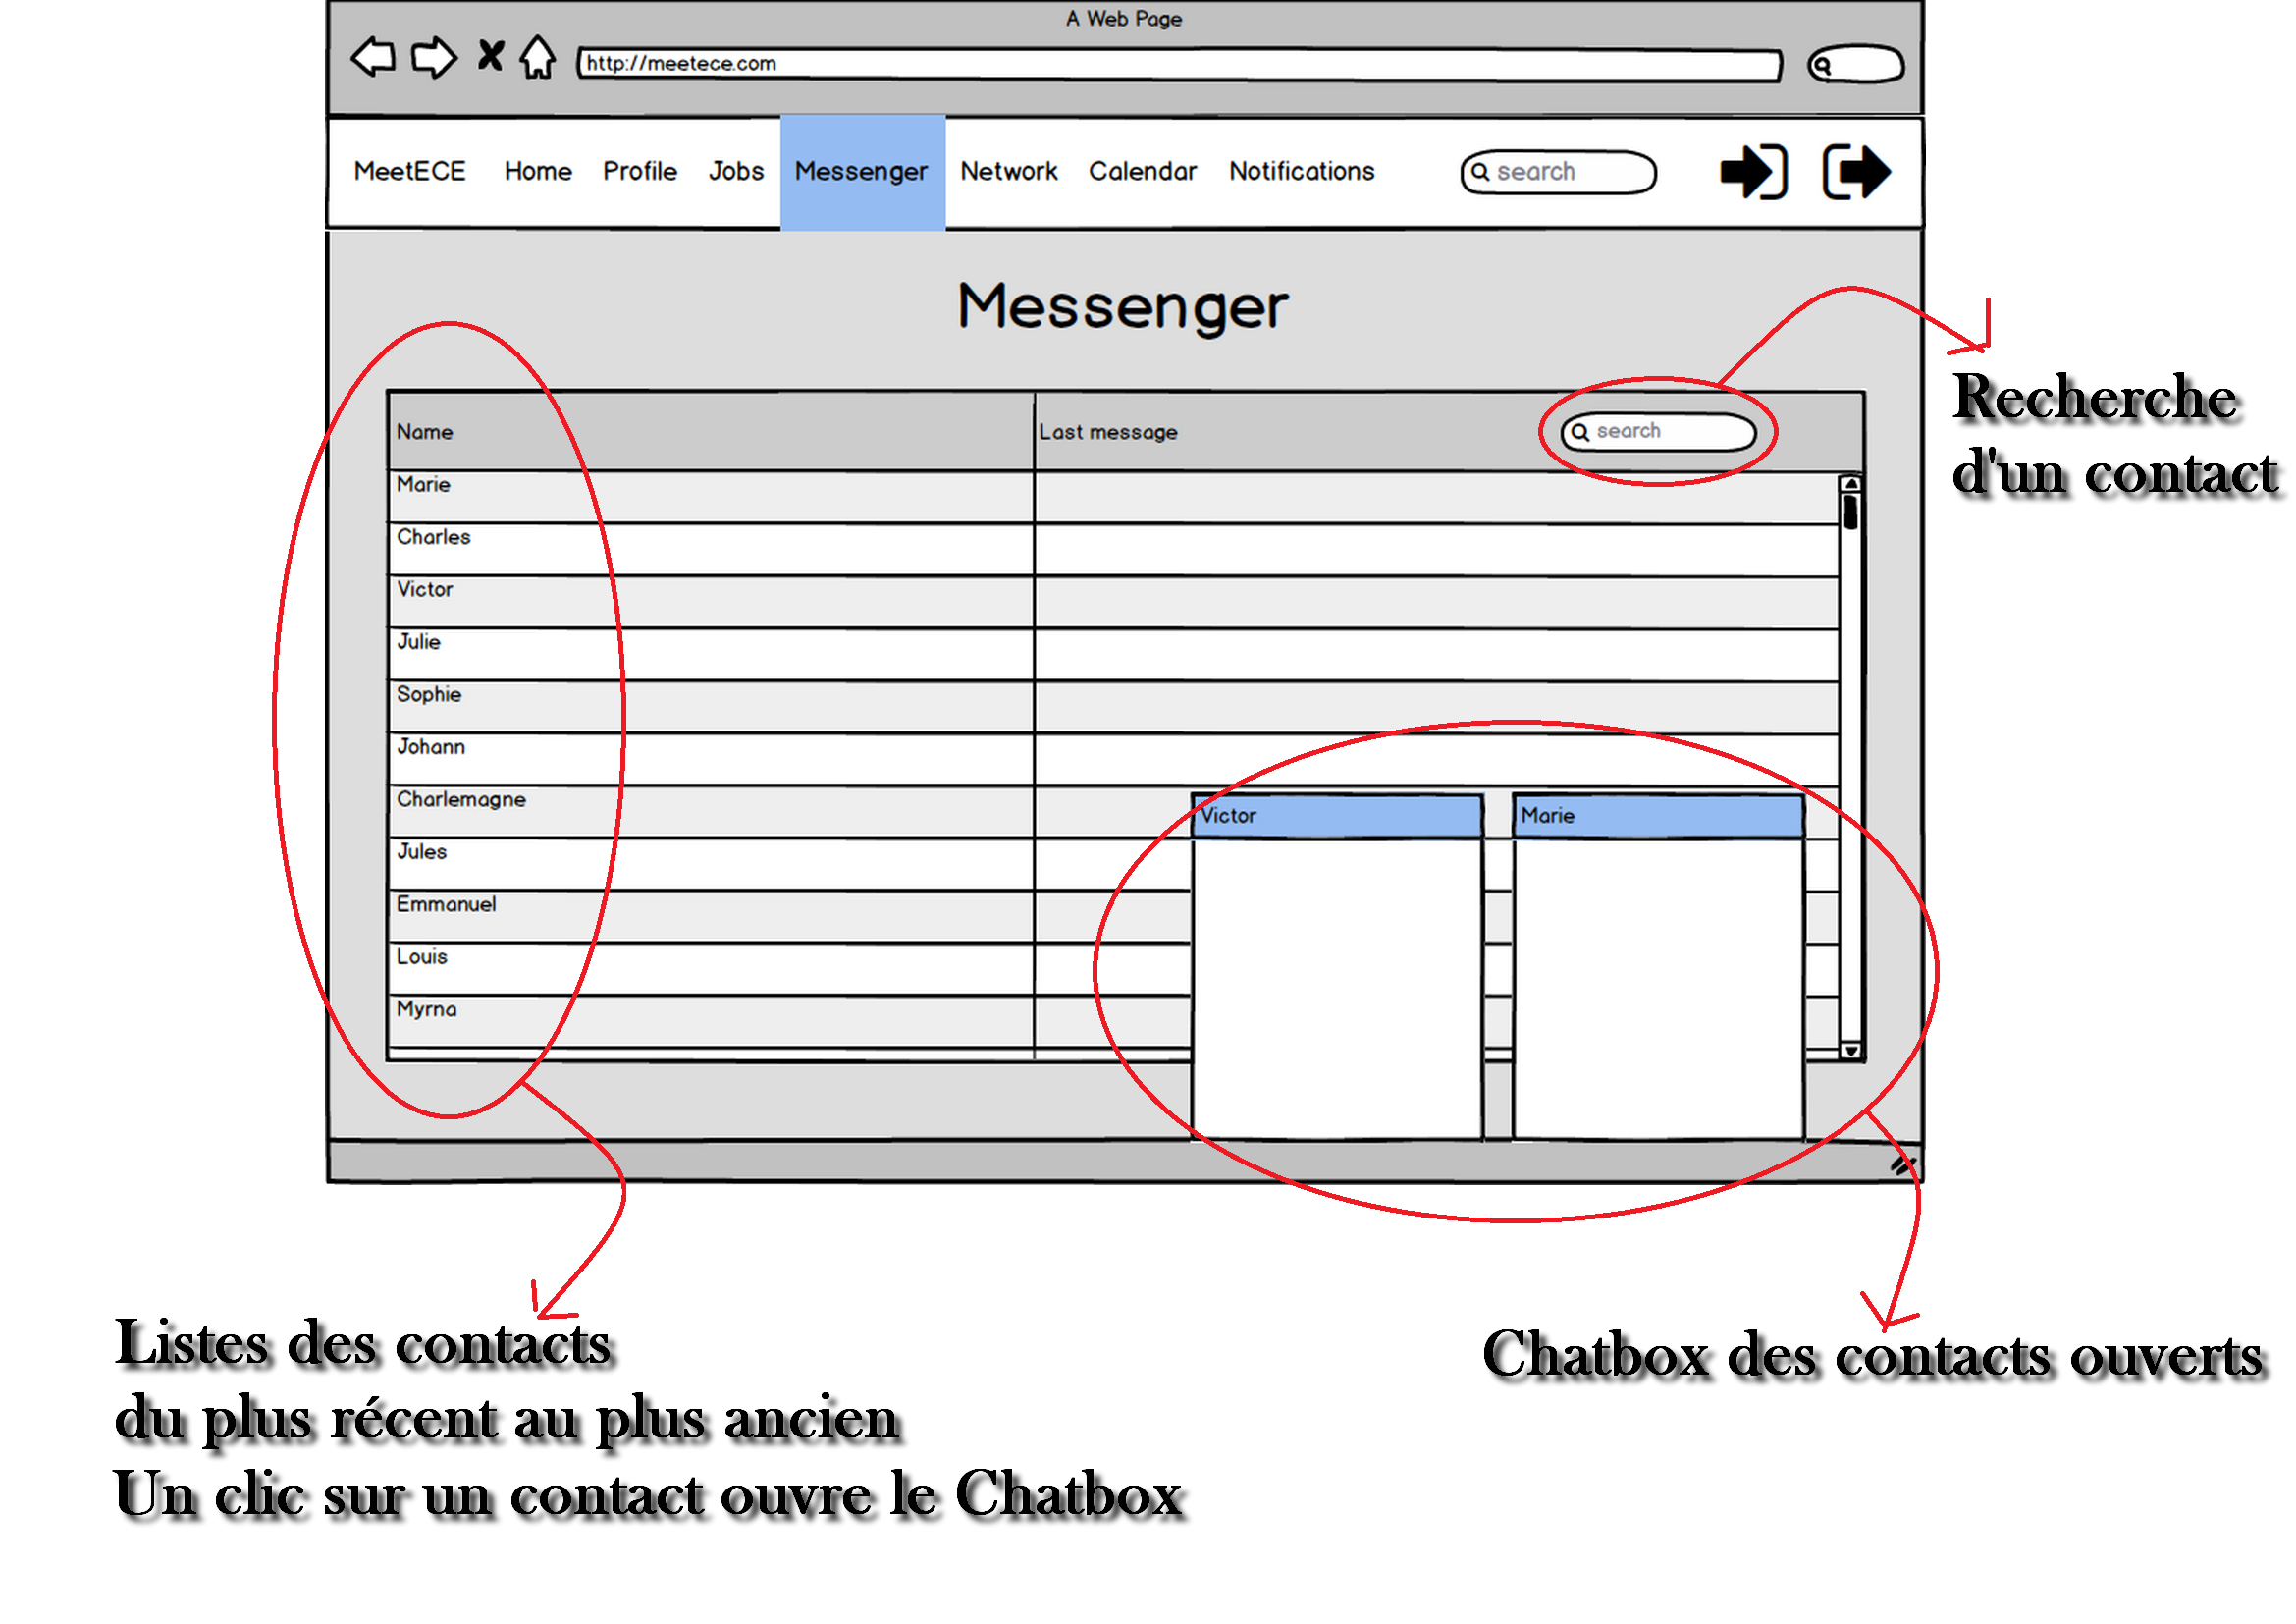 A Web Page
http://meetece.com
MeetECE Home Profile Jobs Messenger Network Calendar Notifications search
Messenger
Name Last message search
Marie
Charles
Victor
Julie
Sophie
Johann
Charlemagne
Jules
Emmanuel
Louis
Myrna
Victor Marie
Recherche
d'un contact
Listes des contacts
du plus récent au plus ancien
Un clic sur un contact ouvre le Chatbox
Chatbox des contacts ouverts